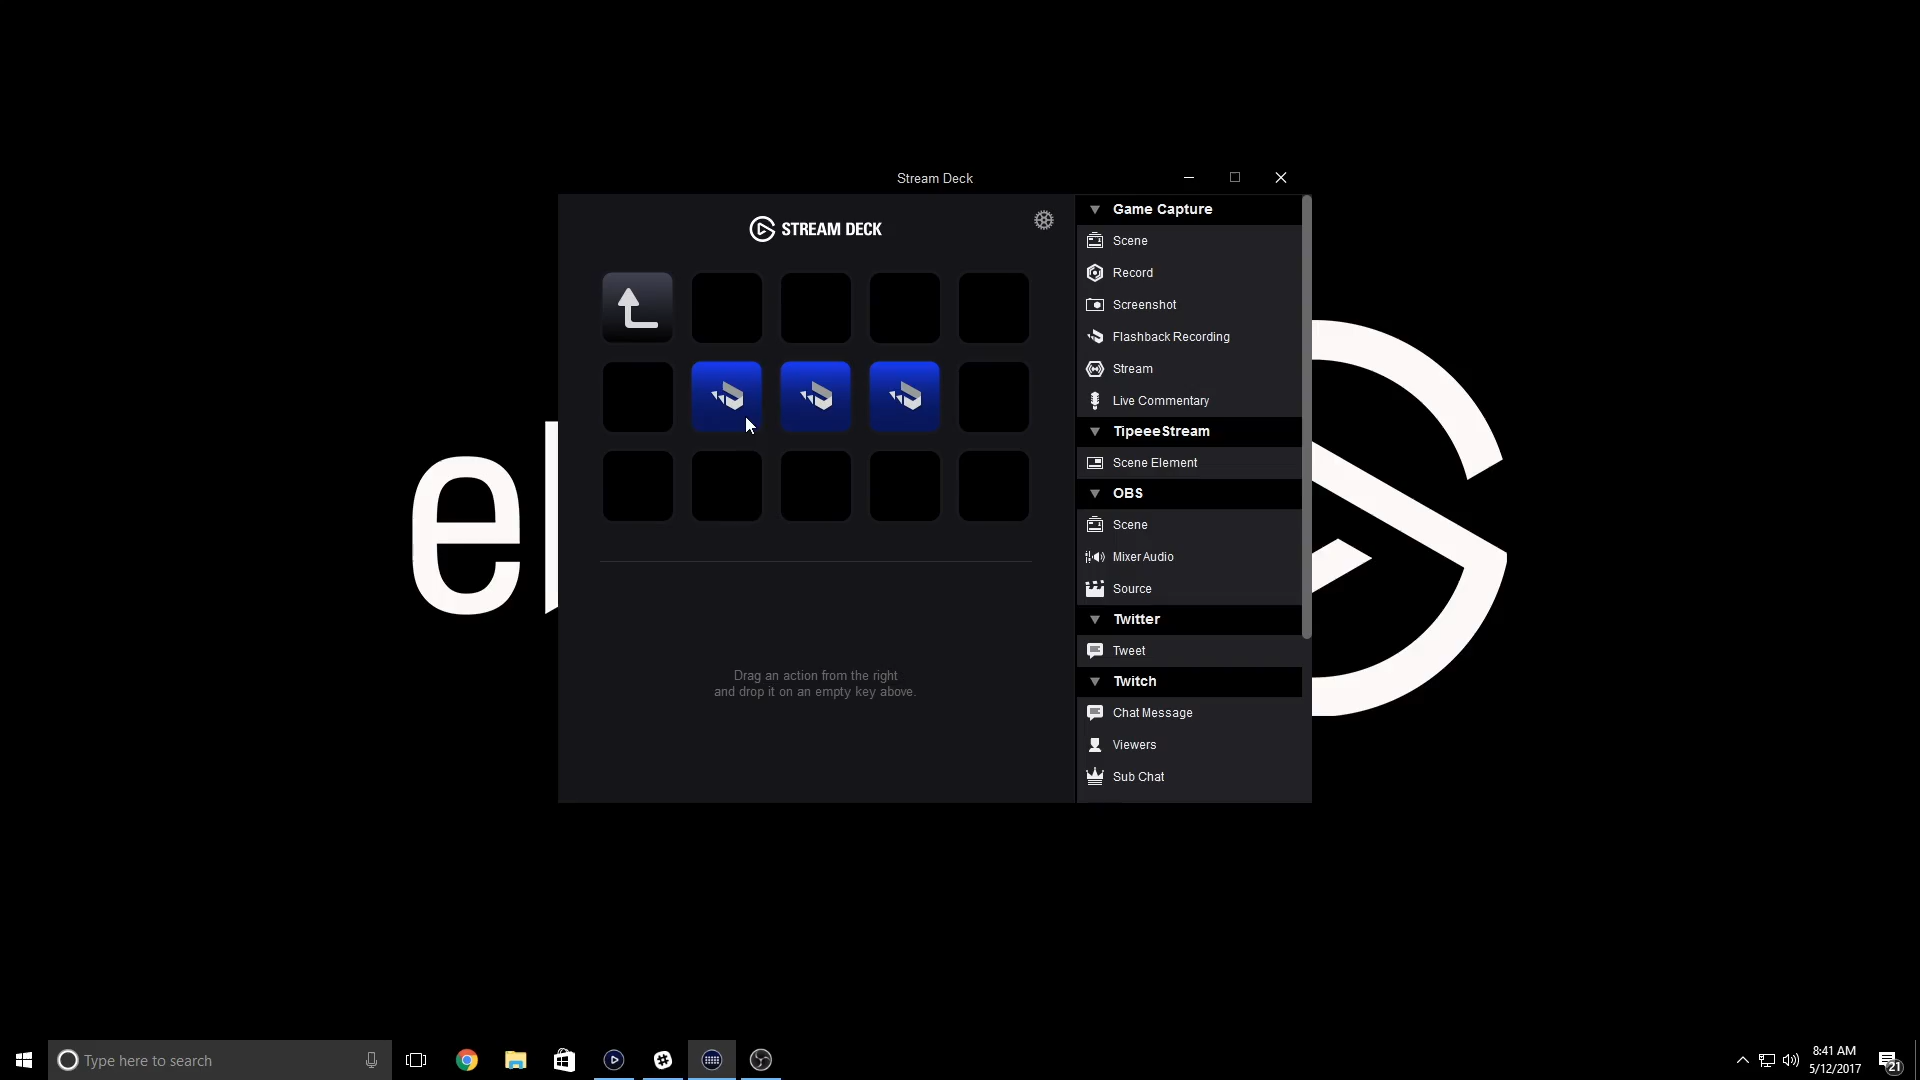 Stream Deck
STREAM DECK
Game Capture
Scene
Record
Screenshot
Flashback Recording
Stream
Live Commentary
TipeeeStream
Scene Element
OBS
Scene
Mixer Audio
Source
Twitter
Tweet
Twitch
Chat Message
Viewers
Sub Chat
Drag an action from the right
and drop it on an empty key above.
el
Type here to search
8:41 AM
5/12/2017
21